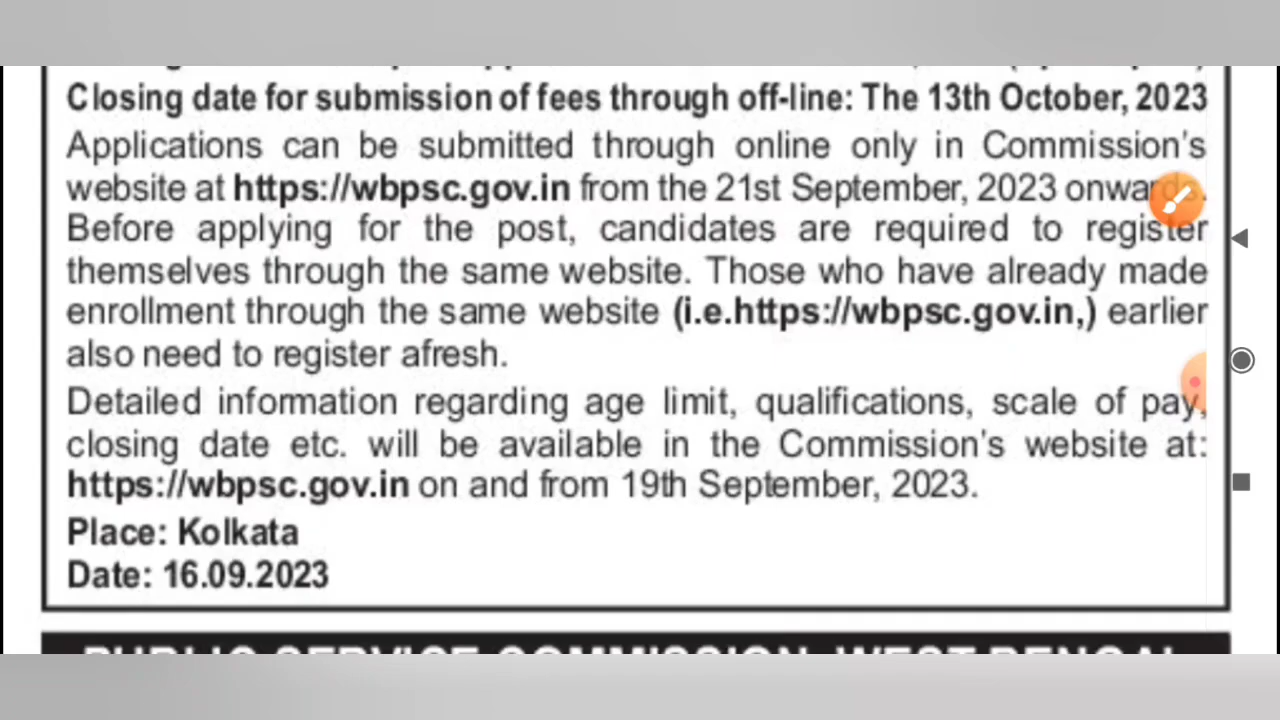 Closing date for submission of fees through off-line: The 13th October, 2023
Applications can be submitted through online only in Commission's
website at https://wbpsc.gov.in from the 21st September, 2023 onwards.
Before applying for the post, candidates are required to register
themselves through the same website. Those who have already made
enrollment through the same website (i.e.https://wbpsc.gov.in,) earlier
also need to register afresh.
Detailed information regarding age limit, qualifications, scale of pay,
closing date etc. will be available in the Commission's website at:
https://wbpsc.gov.in on and from 19th September, 2023.
Place: Kolkata
Date: 16.09.2023
PUBLIC SERVICE COMMISSION, WEST BENGAL